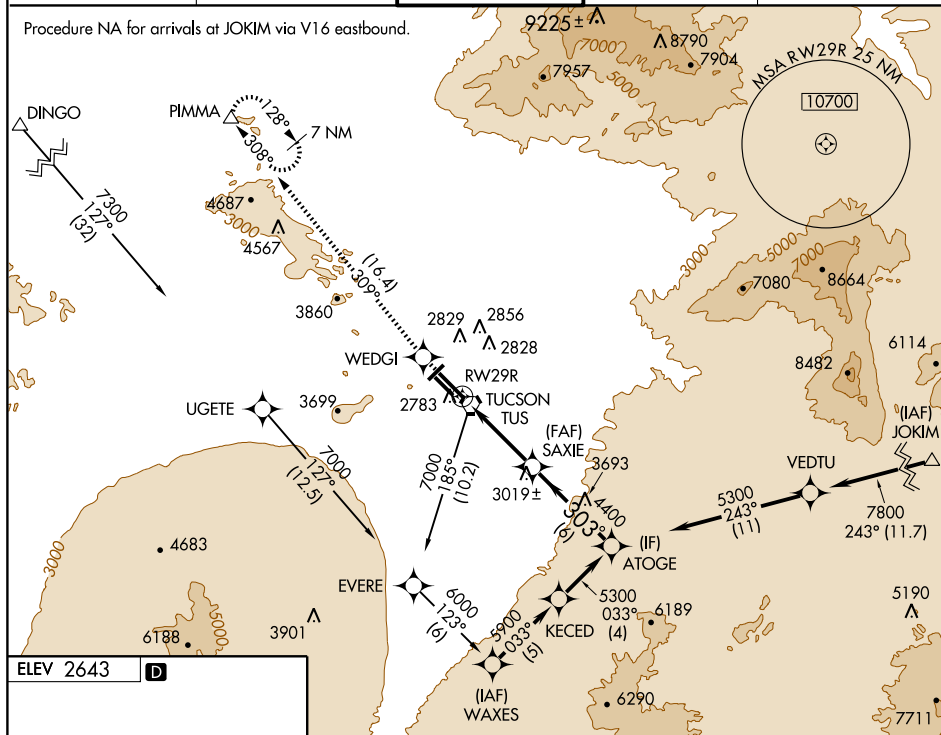 Procedure NA for arrivals at JOKIM via V16 eastbound.
9225 ±
7000
8790
7904
5000
7957
MSA RW29R 25 NM
10700
DINGO
PIMMA
128°
308°
7 NM
7300
127°
(32)
4687
3000
4567
(16.4)
309°
3860
3000
5000
7000
7080
8664
2829
2856
2828
WEDGI
6114
8482
RW29R
TUCSON
TUS
2783
UGETE
3699
(FAF)
SAXIE
(IAF)
JOKIM
7000
127°
(12.5)
7000
185°
(10.2)
3019±
3693
4400
303°
(6)
VEDTU
5300
243°
(11)
7800
243° (11.7)
(IF)
ATOGE
3000
4683
EVERE
6000
123°
(6)
5900
033°
(5)
KECED
5300
033°
(4)
6189
5190
5000
6188
3901
ELEV 2643
D
(IAF)
WAXES
6290
7711